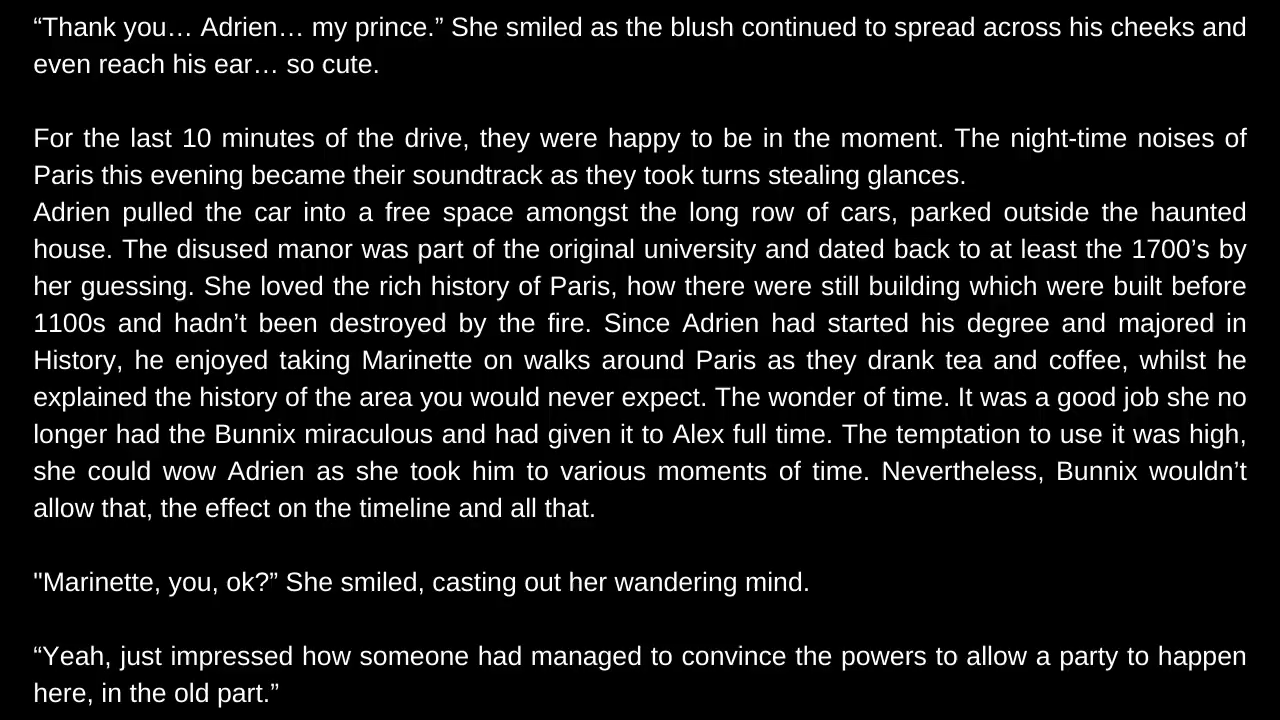 “Thank you… Adrien… my prince.” She smiled as the blush continued to spread across his cheeks and
even reach his ear… so cute.
For the last 10 minutes of the drive, they were happy to be in the moment. The night-time noises of
Paris this evening became their soundtrack as they took turns stealing glances.
Adrien pulled the car into a free space amongst the long row of cars, parked outside the haunted
house. The disused manor was part of the original university and dated back to at least the 1700’s by
her guessing. She loved the rich history of Paris, how there were still building which were built before
1100s and hadn’t been destroyed by the fire. Since Adrien had started his degree and majored in
History, he enjoyed taking Marinette on walks around Paris as they drank tea and coffee, whilst he
explained the history of the area you would never expect. The wonder of time. It was a good job she no
longer had the Bunnix miraculous and had given it to Alex full time. The temptation to use it was high,
she could wow Adrien as she took him to various moments of time. Nevertheless, Bunnix wouldn’t
allow that, the effect on the timeline and all that.
"Marinette, you, ok?” She smiled, casting out her wandering mind.
“Yeah, just impressed how someone had managed to convince the powers to allow a party to happen
here, in the old part.”